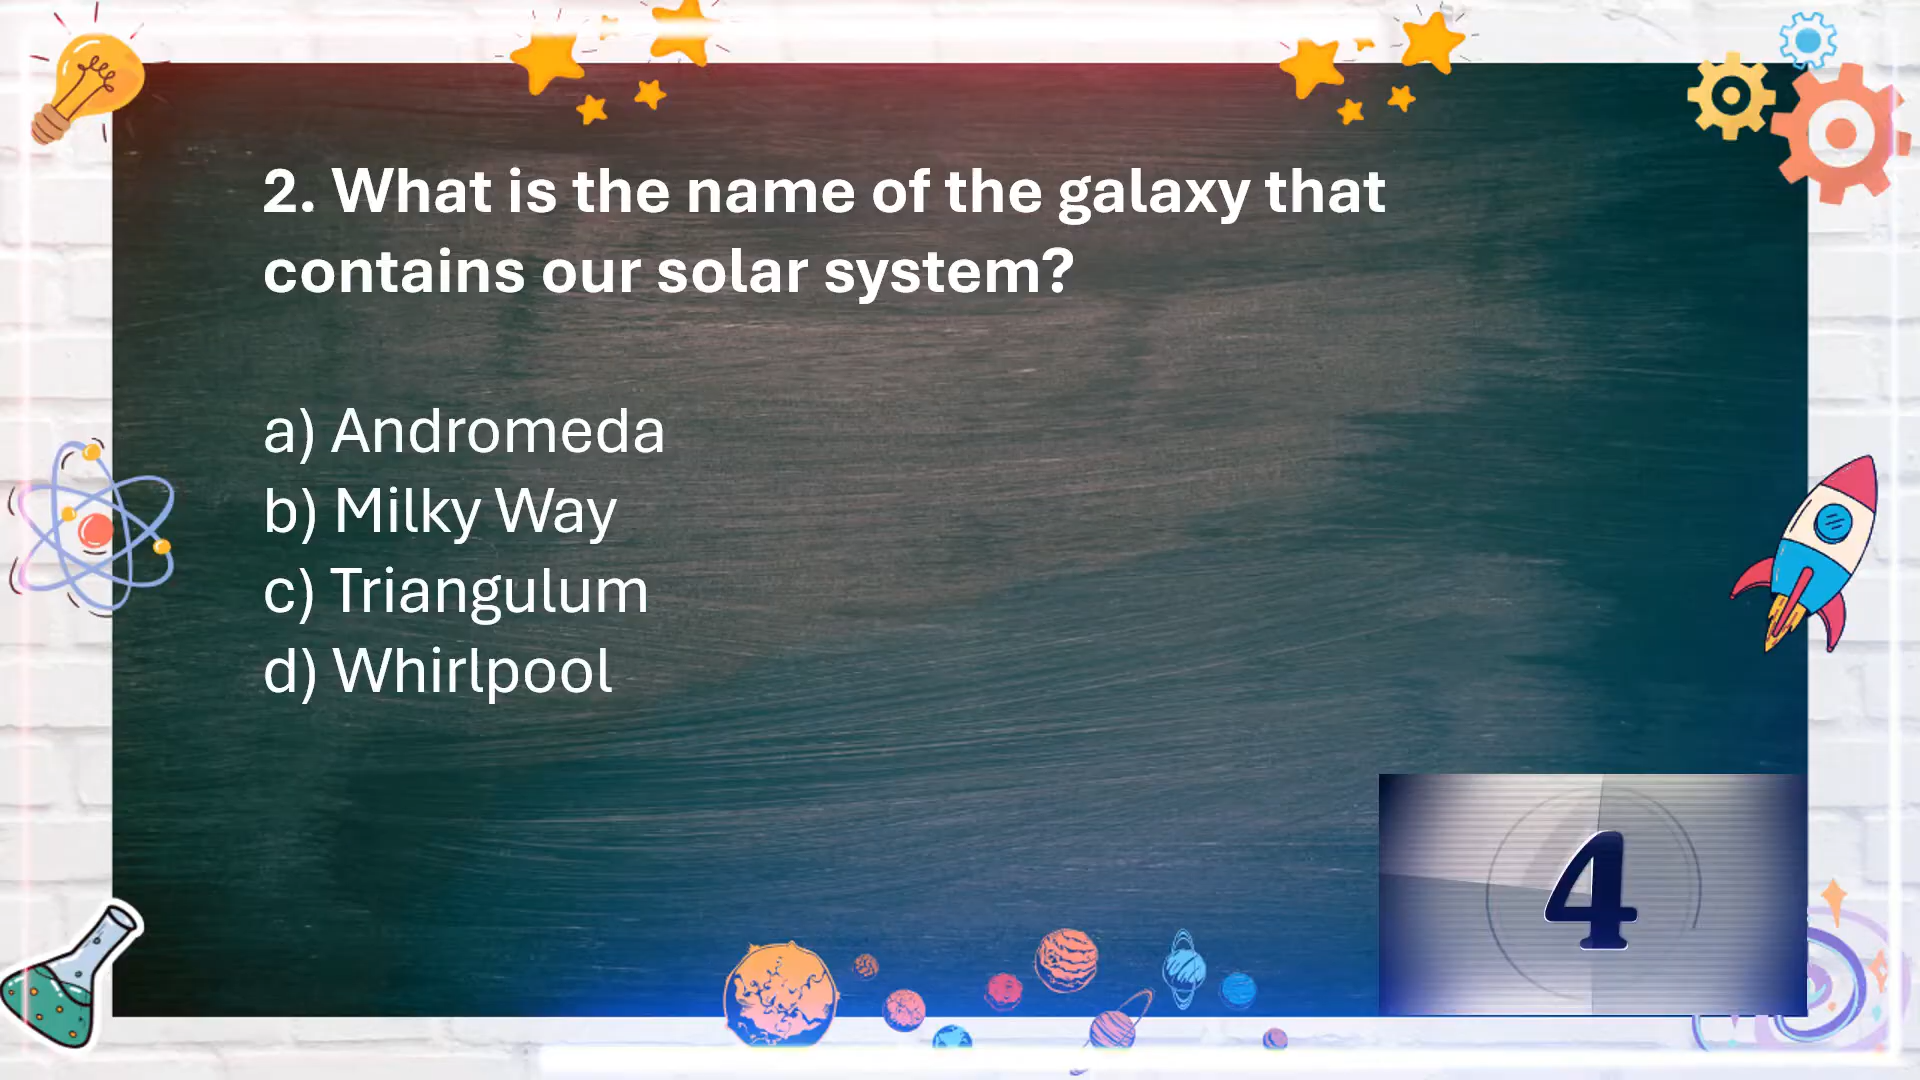 2. What is the name of the galaxy that
contains our solar system?
a) Andromeda
b) Milky Way
c) Triangulum
d) Whirlpool
4